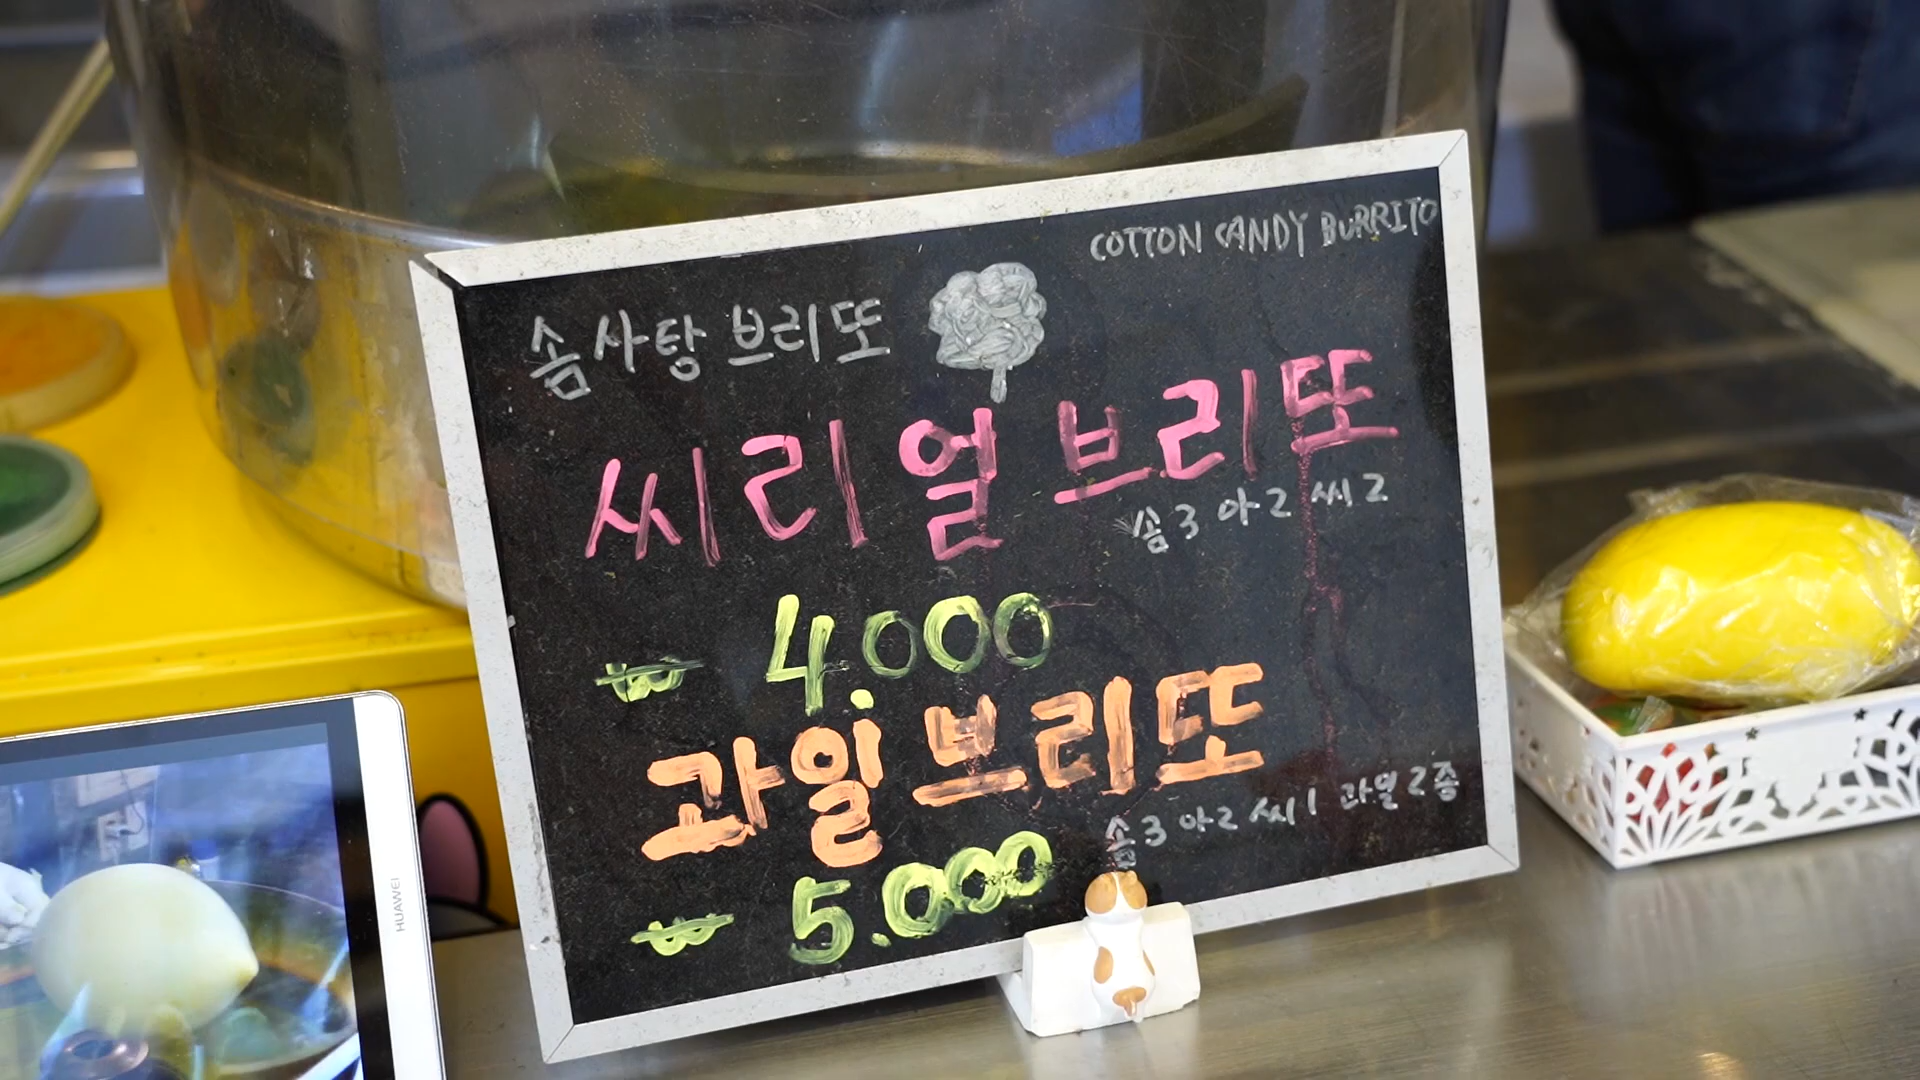 COTTON CANDY BURRITO
솜사탕 브리또
씨리얼 브리또
솜3 아2 씨2
₩ 4.000
과일 브리또
솜3 아2 씨1 과일2종
₩ 5.000
HUAWEI